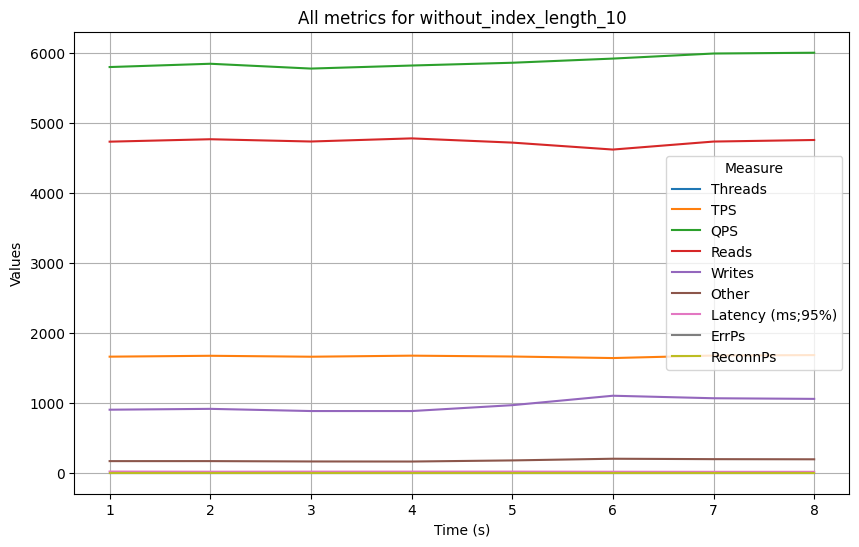 All metrics for without_index_length_10
6000
5000
4000
3000
2000
1000
0
Values
Measure
Threads
TPS
QPS
Reads
Writes
Other
Latency (ms;95%)
ErrPs
ReconnPs
1 2 3 4 5 6 7 8
Time (s)